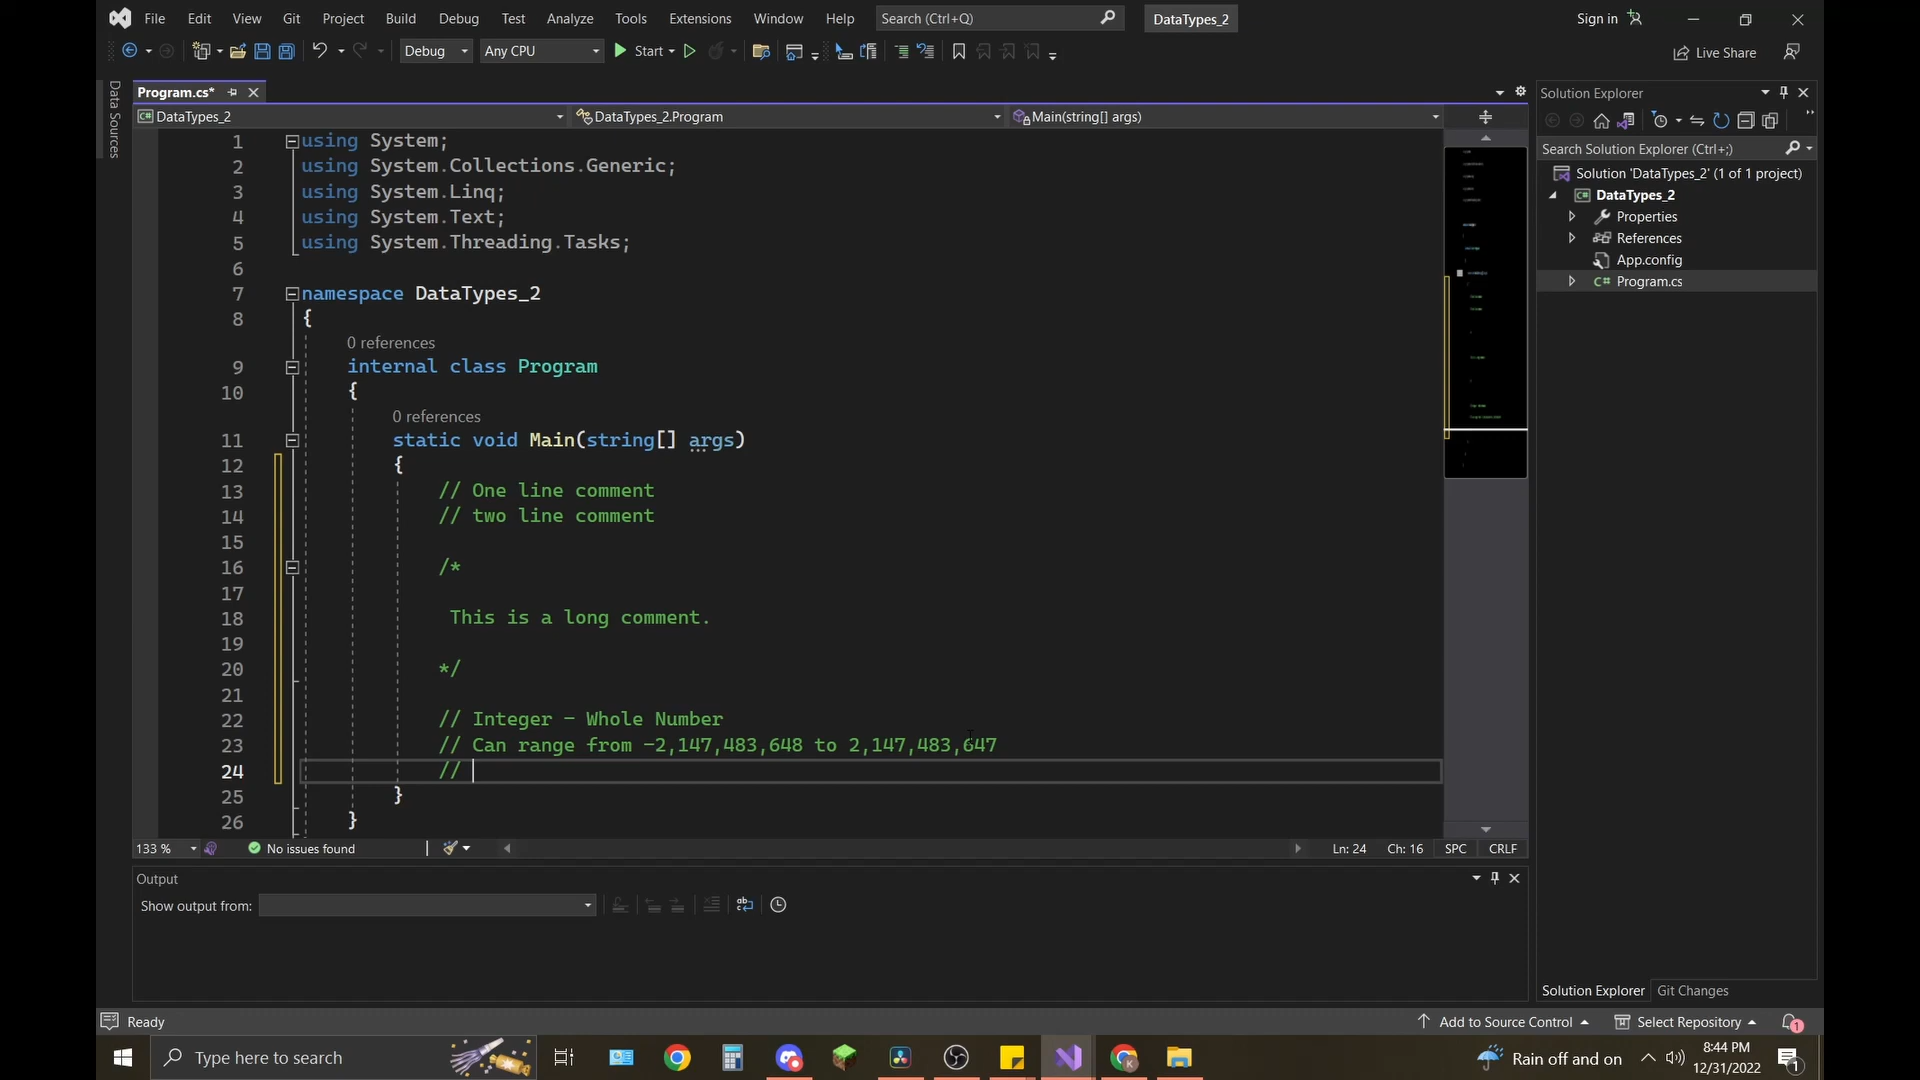 File Edit View Git Project Build Debug Test Analyze Tools Extensions Window Help Search (Ctrl+Q) DataTypes_2 Sign in
Debug Any CPU Start Live Share
Data Sources
Program.cs*
DataTypes_2 DataTypes_2.Program Main(string[] args)
1 using System;
2 using System.Collections.Generic;
3 using System.Linq;
4 using System.Text;
5 using System.Threading.Tasks;
6
7 namespace DataTypes_2
8 {
0 references
9 internal class Program
10 {
0 references
11 static void Main(string[] args)
12 {
13 // One line comment
14 // two line comment
15
16 /*
17
18 This is a long comment.
19
20 */
21
22 // Integer - Whole Number
23 // Can range from -2,147,483,648 to 2,147,483,647
24 //
25 }
26 }
133 % No issues found Ln: 24 Ch: 16 SPC CRLF
Output
Show output from:
Solution Explorer
Search Solution Explorer (Ctrl+;)
Solution 'DataTypes_2' (1 of 1 project)
DataTypes_2
Properties
References
App.config
C# Program.cs
Solution Explorer Git Changes
Ready Add to Source Control Select Repository 1
Type here to search Rain off and on 8:44 PM
12/31/2022 1